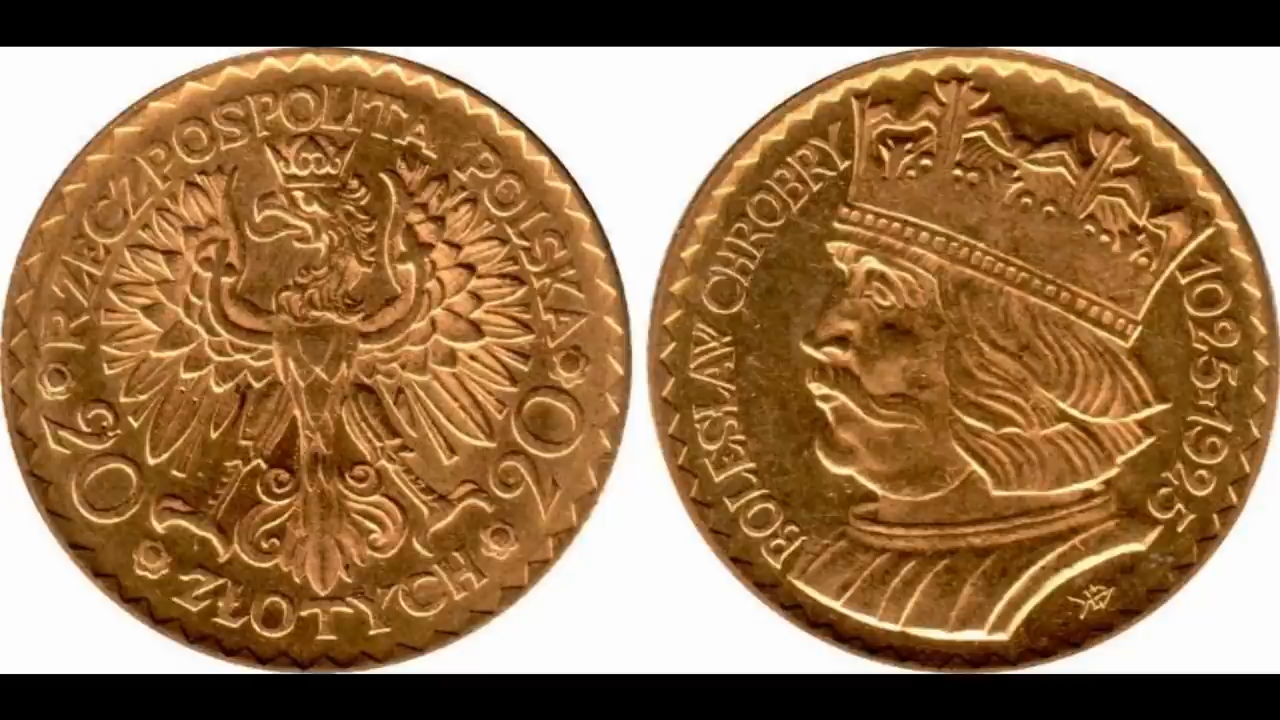 RZECZPOSPOLITA POLSKA
20 20
ZŁOTYCH
BOLESŁAW CHROBRY
1025-1925